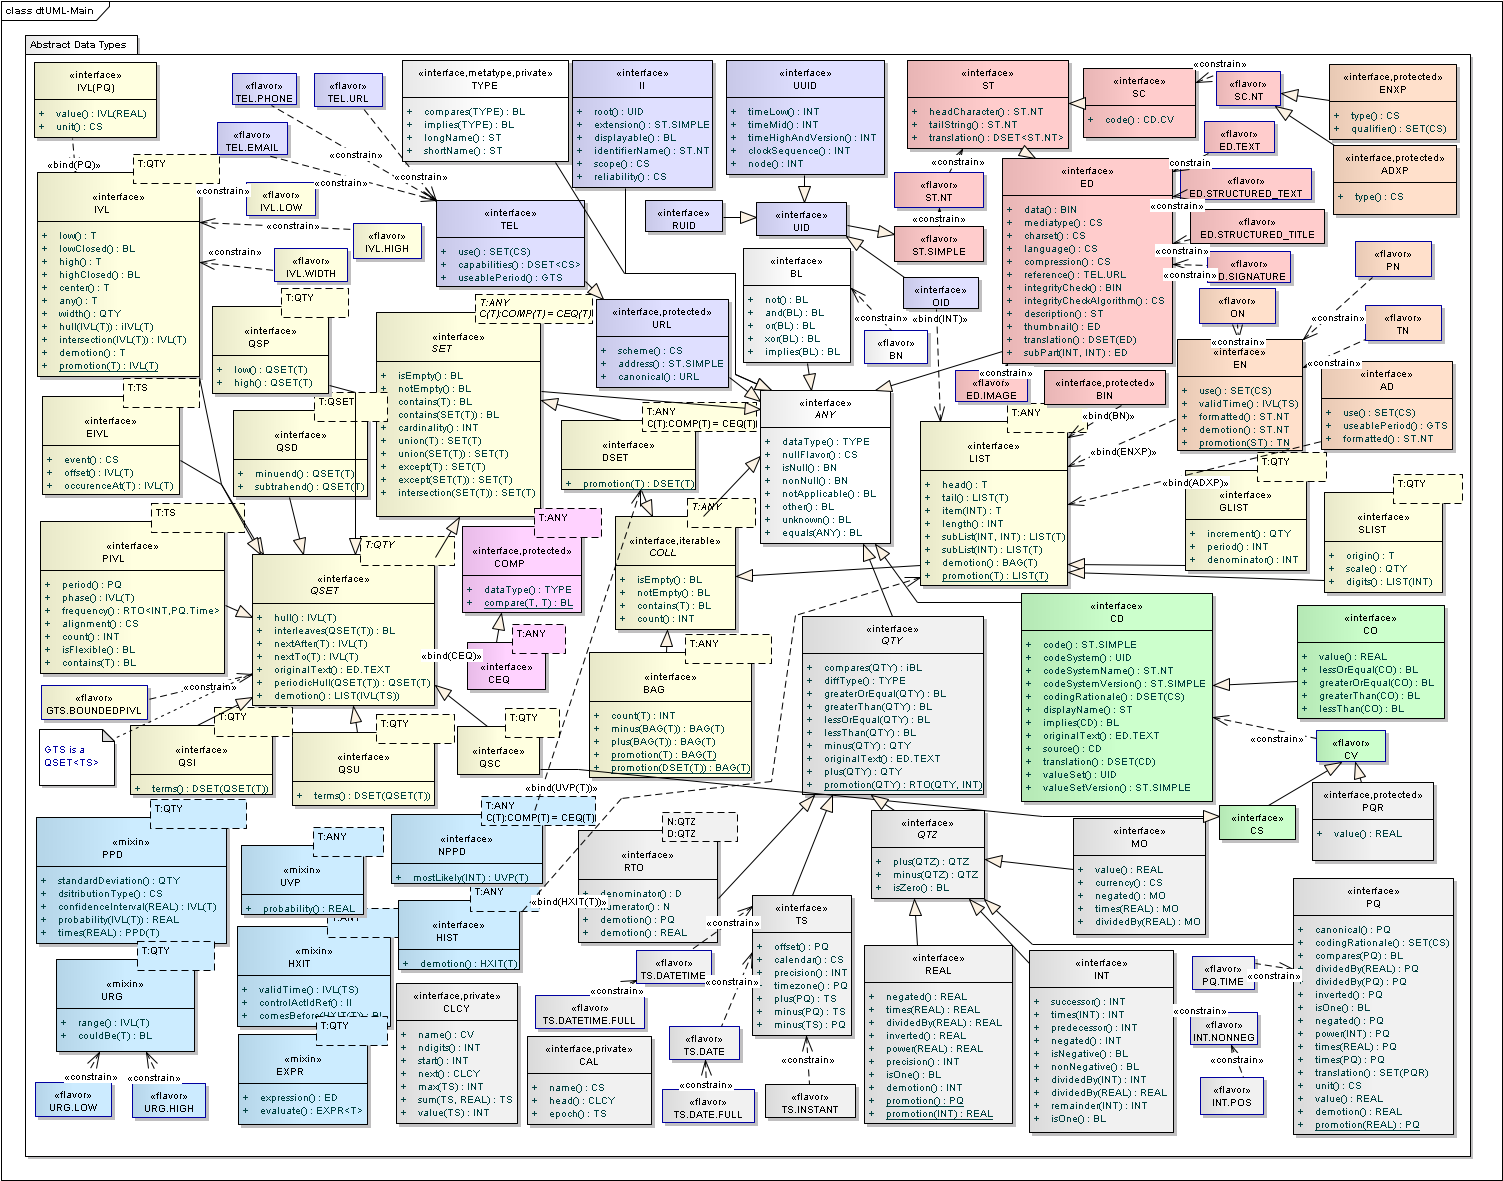 class dtUML-Main
Abstract Data Types
«interface»
IVL(PQ)
+ value() : IVL(REAL)
+ unit() : CS
«flavor»
TEL.PHONE
«flavor»
TEL.URL
«flavor»
TEL.EMAIL
«interface,metatype,private»
TYPE
+ compares(TYPE) : BL
+ implies(TYPE) : BL
+ longName() : ST
+ shortName() : ST
«interface»
II
+ root() : UID
+ extension() : ST.SIMPLE
+ displayable() : BL
+ identifierName() : ST.NT
+ scope() : CS
+ reliability() : CS
«interface»
UUID
+ timeLow() : INT
+ timeMid() : INT
+ timeHighAndVersion() : INT
+ clockSequence() : INT
+ node() : INT
«interface»
ST
+ headCharacter() : ST.NT
+ tailString() : ST.NT
+ translation() : DSET<ST.NT>
«interface»
SC
+ code() : CD.CV
«constrain»
«flavor»
SC.NT
«interface,protected»
ENXP
+ type() : CS
+ qualifier() : SET(CS)
«interface,protected»
ADXP
+ type() : CS
«bind(PQ)»
T:QTY
«interface»
IVL
+ low() : T
+ lowClosed() : BL
+ high() : T
+ highClosed() : BL
+ center() : T
+ any() : T
+ width() : QTY
+ hull(IVL(T)) : iIVL(T)
+ intersection(IVL(T)) : IVL(T)
+ demotion() : T
+ promotion(T) : IVL(T)
«constrain»
«flavor»
IVL.LOW
«constrain»
«flavor»
IVL.HIGH
«constrain»
«flavor»
IVL.WIDTH
«constrain»
«constrain»
«constrain»
«interface»
TEL
+ use() : SET(CS)
+ capabilities() : DSET<CS>
+ useablePeriod() : GTS
«interface»
RUID
«interface»
UID
«flavor»
ST.NT
«constrain»
«constrain»
«flavor»
ST.SIMPLE
«interface»
OID
«interface»
ED
+ data() : BIN
+ mediatype() : CS
+ charset() : CS
+ language() : CS
+ compression() : CS
+ reference() : TEL.URL
+ integrityCheck() : BIN
+ integrityCheckAlgorithm() : CS
+ description() : ST
+ thumbnail() : ED
+ translation() : DSET(ED)
+ subPart(INT, INT) : ED
«flavor»
ED.TEXT
«constrain
«flavor»
ED.STRUCTURED_TEXT
«constrain»
«flavor»
ED.STRUCTURED_TITLE
«constrain»
«flavor»
D.SIGNATURE
«constrain»
«flavor»
PN
«flavor»
ON
«flavor»
TN
«constrain»
«constrain»
«constrain»
«interface»
EN
+ use() : SET(CS)
+ validTime() : IVL(TS)
+ formatted() : ST.NT
+ demotion() : ST.NT
+ promotion(ST) : TN
«interface»
AD
+ use() : SET(CS)
+ useablePeriod() : GTS
+ formatted() : ST.NT
«interface»
BL
+ not() : BL
+ and(BL) : BL
+ or(BL) : BL
+ xor(BL) : BL
+ implies(BL) : BL
«constrain»
«flavor»
BN
«bind(INT)»
T:QTY
«interface»
QSP
+ low() : QSET(T)
+ high() : QSET(T)
T:ANY
C(T):COMP(T) = CEQ(T)
«interface»
SET
+ isEmpty() : BL
+ notEmpty() : BL
+ contains(T) : BL
+ contains(SET(T)) : BL
+ cardinality() : INT
+ union(T) : SET(T)
+ union(SET(T)) : SET(T)
+ except(T) : SET(T)
+ except(SET(T)) : SET(T)
+ intersection(SET(T)) : SET(T)
«interface,protected»
URL
+ scheme() : CS
+ address() : ST.SIMPLE
+ canonical() : URL
«constrain»
«flavor»
ED.IMAGE
«interface,protected»
BIN
T:TS
«interface»
EIVL
+ event() : CS
+ offset() : IVL(T)
+ occurenceAt(T) : IVL(T)
T:QSET
«interface»
QSD
+ minuend() : QSET(T)
+ subtrahend() : QSET(T)
T:ANY
C(T):COMP(T) = CEQ(T)
«interface»
DSET
+ promotion(T) : DSET(T)
«interface»
ANY
+ dataType() : TYPE
+ nullFlavor() : CS
+ isNull() : BN
+ nonNull() : BN
+ notApplicable() : BL
+ other() : BL
+ unknown() : BL
+ equals(ANY) : BL
T:ANY
«bind(BN)»
«bind(ENXP)»
«bind(ADXP)»
«interface»
LIST
+ head() : T
+ tail() : LIST(T)
+ item(INT) : T
+ length() : INT
+ subList(INT, INT) : LIST(T)
+ subList(INT) : LIST(T)
+ demotion() : BAG(T)
+ promotion(T) : LIST(T)
T:QTY
«interface»
GLIST
+ increment() : QTY
+ period() : INT
+ denominator() : INT
T:QTY
«interface»
SLIST
+ origin() : T
+ scale() : QTY
+ digits() : LIST(INT)
T:TS
«interface»
PIVL
+ period() : PQ
+ phase() : IVL(T)
+ frequency() : RTO<INT,PQ.Time>
+ alignment() : CS
+ count() : INT
+ isFlexible() : BL
+ contains(T) : BL
T:QTY
«interface»
QSET
+ hull() : IVL(T)
+ interleaves(QSET(T)) : BL
+ nextAfter(T) : IVL(T)
+ nextTo(T) : IVL(T)
+ originalText() : ED.TEXT
+ periodicHull(QSET(T)) : QSET(T)
+ demotion() : LIST(IVL(TS))
T:ANY
«interface,protected»
COMP
+ dataType() : TYPE
+ compare(T, T) : BL
T:ANY
«bind(CEQ)»
«interface»
CEQ
T:ANY
«interface,iterable»
COLL
+ isEmpty() : BL
+ notEmpty() : BL
+ contains(T) : BL
+ count() : INT
T:ANY
«interface»
BAG
+ count(T) : INT
+ minus(BAG(T)) : BAG(T)
+ plus(BAG(T)) : BAG(T)
+ promotion(T) : BAG(T)
+ promotion(DSET(T)) : BAG(T)
«interface»
QTY
+ compares(QTY) : iBL
+ diffType() : TYPE
+ greaterOrEqual(QTY) : BL
+ greaterThan(QTY) : BL
+ lessOrEqual(QTY) : BL
+ lessThan(QTY) : BL
+ minus(QTY) : QTY
+ originalText() : ED.TEXT
+ plus(QTY) : QTY
+ promotion(QTY) : RTO(QTY, INT)
«interface»
CD
+ code() : ST.SIMPLE
+ codeSystem() : UID
+ codeSystemName() : ST.NT
+ codeSystemVersion() : ST.SIMPLE
+ codingRationale() : DSET(CS)
+ displayName() : ST
+ implies(CD) : BL
+ originalText() : ED.TEXT
+ source() : CD
+ translation() : DSET(CD)
+ valueSet() : UID
+ valueSetVersion() : ST.SIMPLE
«interface»
CO
+ value() : REAL
+ lessOrEqual(CO) : BL
+ greaterOrEqual(CO) : BL
+ greaterThan(CO) : BL
+ lessThan(CO) : BL
«constrain»
«flavor»
CV
«interface»
CS
«interface,protected»
PQR
+ value() : REAL
«constrain»
«flavor»
GTS.BOUNDEDPIVL
GTS is a
QSET<TS>
T:QTY
«interface»
QSI
+ terms() : DSET(QSET(T))
T:QTY
«interface»
QSU
+ terms() : DSET(QSET(T))
T:QTY
«interface»
QSC
«bind(UVP(T))»
T:QTY
«mixin»
PPD
+ standardDeviation() : QTY
+ dsitributionType() : CS
+ confidenceInterval(REAL) : IVL(T)
+ probability(IVL(T)) : REAL
+ times(REAL) : PPD(T)
T:ANY
«mixin»
UVP
+ probability() : REAL
T:ANY
C(T):COMP(T) = CEQ(T)
«interface»
NPPD
+ mostLikely(INT) : UVP(T)
N:QTZ
D:QTZ
«interface»
RTO
+ denominator() : D
numerator() : N
+ demotion() : PQ
+ demotion() : REAL
«interface»
QTZ
+ plus(QTZ) : QTZ
+ minus(QTZ) : QTZ
+ isZero() : BL
«interface»
MO
+ value() : REAL
+ currency() : CS
+ negated() : MO
+ times(REAL) : MO
+ dividedBy(REAL) : MO
«interface»
PQ
+ canonical() : PQ
+ codingRationale() : SET(CS)
+ compares(PQ) : BL
+ dividedBy(REAL) : PQ
+ dividedBy(PQ) : PQ
+ inverted() : PQ
+ isOne() : BL
+ negated() : PQ
+ power(INT) : PQ
+ times(REAL) : PQ
+ times(PQ) : PQ
+ translation() : SET(PQR)
+ unit() : CS
+ value() : REAL
+ demotion() : REAL
+ promotion(REAL) : PQ
T:QTY
«mixin»
URG
+ range() : IVL(T)
+ couldBe(T) : BL
«constrain»
«constrain»
«flavor»
URG.LOW
«flavor»
URG.HIGH
T:ANY
«mixin»
HXIT
+ validTime() : IVL(TS)
+ controlActIdRef() : II
+ comesBefore(HXIT(T)) : BL
T:QTY
«mixin»
EXPR
+ expression() : ED
+ evaluate() : EXPR<T>
T:ANY
«bind(HXIT(T))»
«interface»
HIST
+ demotion() : HXIT(T)
«interface,private»
CLCY
+ name() : CV
+ ndigits() : INT
+ start() : INT
+ next() : CLCY
+ max(TS) : INT
+ sum(TS, REAL) : TS
+ value(TS) : INT
«constrain»
«flavor»
TS.DATETIME
«constrain»
«flavor»
TS.DATETIME.FULL
«interface,private»
CAL
+ name() : CS
+ head() : CLCY
+ epoch() : TS
«constrain»
«flavor»
TS.DATE
«constrain»
«flavor»
TS.DATE.FULL
«interface»
TS
+ offset() : PQ
+ calendar() : CS
+ precision() : INT
+ timezone() : PQ
+ plus(PQ) : TS
+ minus(PQ) : TS
+ minus(TS) : PQ
«constrain»
«flavor»
TS.INSTANT
«interface»
REAL
+ negated() : REAL
+ times(REAL) : REAL
+ dividedBy(REAL) : REAL
+ inverted() : REAL
+ power(REAL) : REAL
+ precision() : INT
+ isOne() : BL
+ demotion() : INT
+ promotion() : PQ
+ promotion(INT) : REAL
«interface»
INT
+ successor() : INT
+ times(INT) : INT
+ predecessor() : INT
+ negated() : INT
+ isNegative() : BL
+ nonNegative() : BL
+ dividedBy(INT) : INT
+ dividedBy(REAL) : REAL
+ remainder(INT) : INT
+ isOne() : BL
«flavor»
PQ.TIME
«constrain»
«constrain»
«flavor»
INT.NONNEG
«constrain»
«flavor»
INT.POS